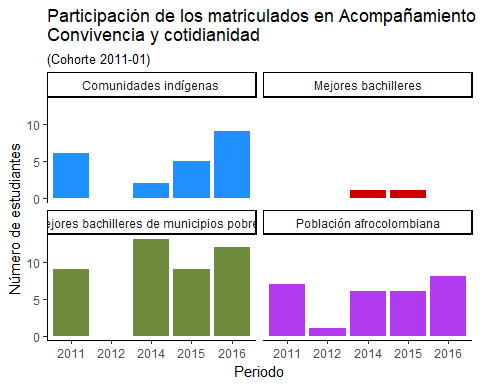 Participación de los matriculados en Acompañamiento
Convivencia y cotidianidad
(Cohorte 2011-01)
Comunidades indígenas
Mejores bachilleres
10
5
0
ejores bachilleres de municipios pobre
Población afrocolombiana
10
5
0
2011 2012 2014 2015 2016
2011 2012 2014 2015 2016
Número de estudiantes
Periodo